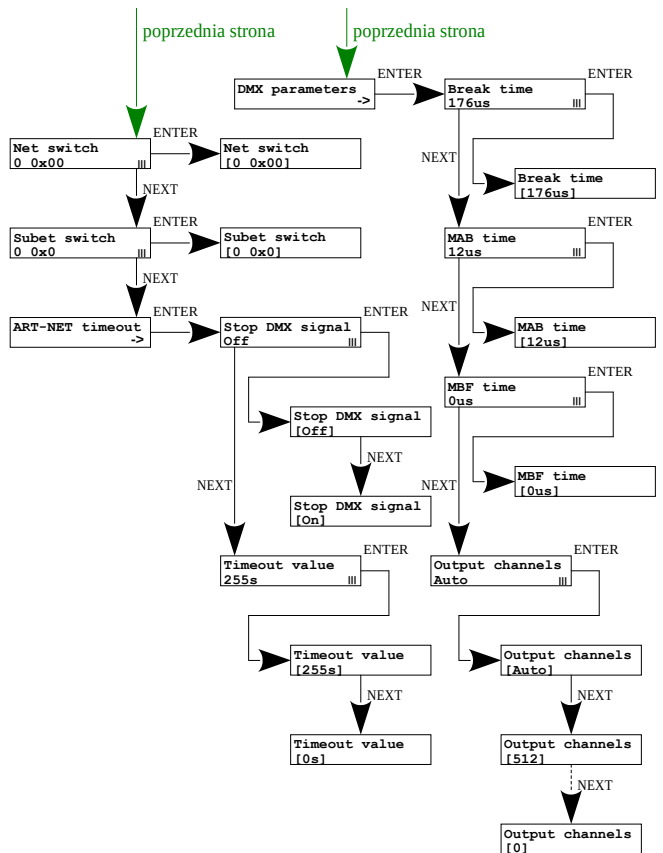 poprzednia strona
poprzednia strona
DMX parameters
->
ENTER
Break time
176us
ENTER
NEXT
Break time
[176us]
Net switch
0 0x00
ENTER
Net switch
[0 0x00]
NEXT
Subet switch
0 0x0
ENTER
Subet switch
[0 0x0]
NEXT
MAB time
12us
ENTER
NEXT
MAB time
[12us]
ART-NET timeout
->
ENTER
Stop DMX signal
Off
ENTER
Stop DMX signal
[Off]
NEXT
Stop DMX signal
[On]
NEXT
MBF time
0us
ENTER
NEXT
MBF time
[0us]
Timeout value
255s
ENTER
Timeout value
[255s]
NEXT
Timeout value
[0s]
Output channels
Auto
ENTER
Output channels
[Auto]
NEXT
Output channels
[512]
NEXT
Output channels
[0]